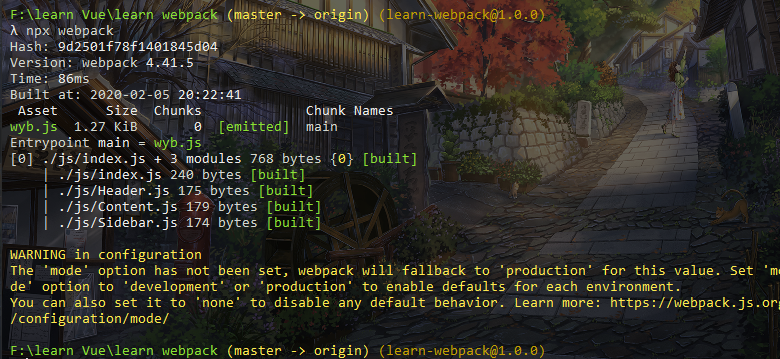 F:\learn Vue\learn webpack (master -> origin) (learn-webpack@1.0.0)
λ npx webpack
Hash: 9d2501f78f1401845d04
Version: webpack 4.41.5
Time: 86ms
Built at: 2020-02-05 20:22:41
Asset Size Chunks Chunk Names
wyb.js 1.27 KiB 0 [emitted] main
Entrypoint main = wyb.js
[0] ./js/index.js + 3 modules 768 bytes {0} [built]
| ./js/index.js 240 bytes [built]
| ./js/Header.js 175 bytes [built]
| ./js/Content.js 179 bytes [built]
| ./js/Sidebar.js 174 bytes [built]
WARNING in configuration
The 'mode' option has not been set, webpack will fallback to 'production' for this value. Set 'mo
de' option to 'development' or 'production' to enable defaults for each environment.
You can also set it to 'none' to disable any default behavior. Learn more: https://webpack.js.org
/configuration/mode/
F:\learn Vue\learn webpack (master -> origin) (learn-webpack@1.0.0)